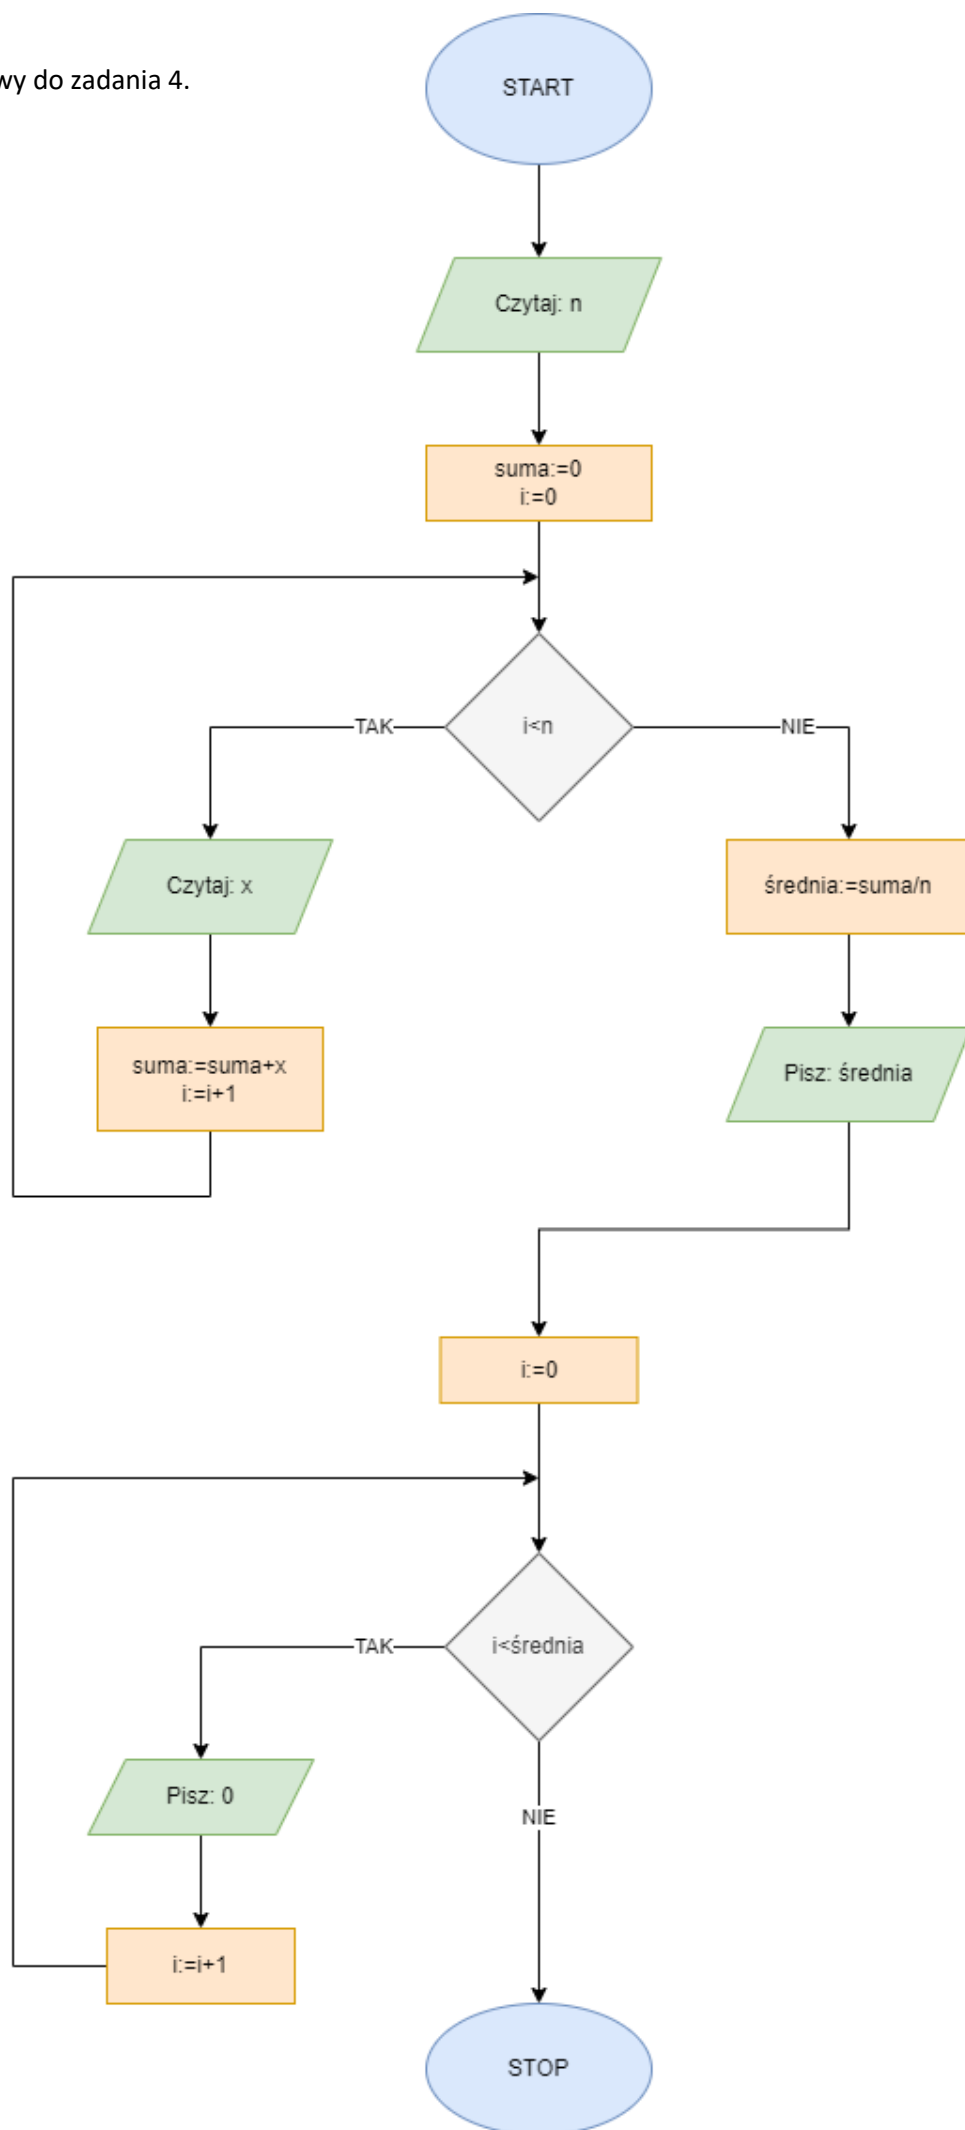 do zadania 4.
START
Czytaj: n
suma:=0
i:=0
i<n
TAK
NIE
Czytaj: x
średnia:=suma/n
suma:=suma+x
i:=i+1
Pisz: średnia
i:=0
i<średnia
TAK
Pisz: 0
NIE
i:=i+1
STOP